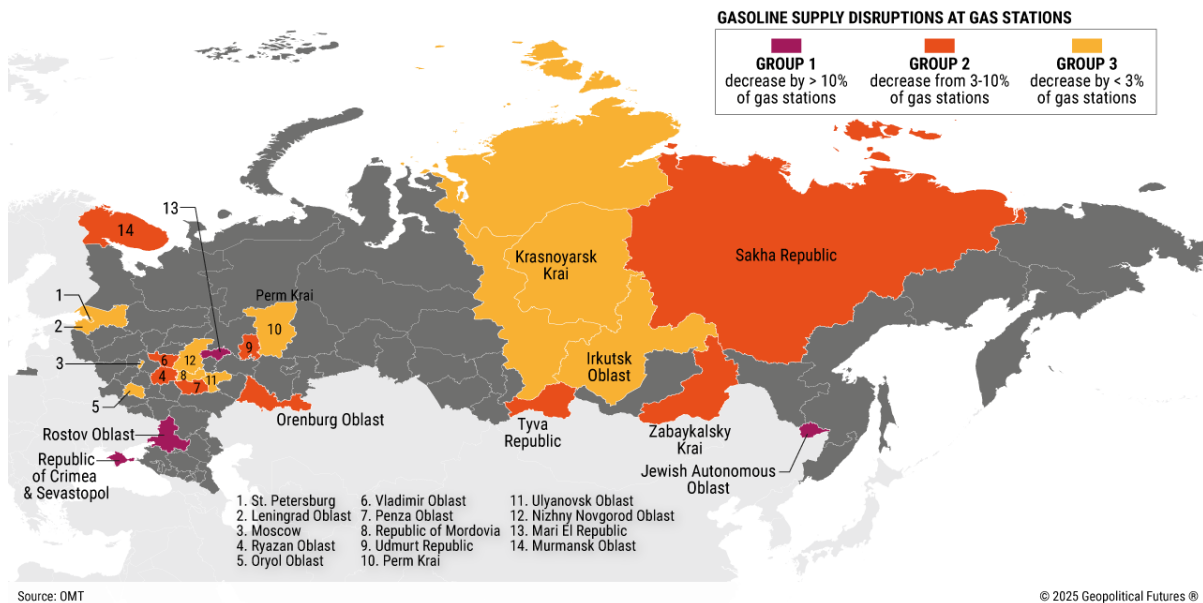 GASOLINE SUPPLY DISRUPTIONS AT GAS STATIONS
GROUP 1
decrease by > 10%
of gas stations
GROUP 2
decrease from 3-10%
of gas stations
GROUP 3
decrease by < 3%
of gas stations
13
14
Krasnoyarsk
Krai
Sakha Republic
Perm Krai
1
2
10
9
12
6
3
4
8
11
7
5
Irkutsk
Oblast
Orenburg Oblast
Tyva
Republic
Zabaykalsky
Krai
Rostov Oblast
Republic
of Crimea
& Sevastopol
Jewish Autonomous
Oblast
1. St. Petersburg
2. Leningrad Oblast
3. Moscow
4. Ryazan Oblast
5. Oryol Oblast
6. Vladimir Oblast
7. Penza Oblast
8. Republic of Mordovia
9. Udmurt Republic
10. Perm Krai
11. Ulyanovsk Oblast
12. Nizhny Novgorod Oblast
13. Mari El Republic
14. Murmansk Oblast
Source: OMT
© 2025 Geopolitical Futures ®